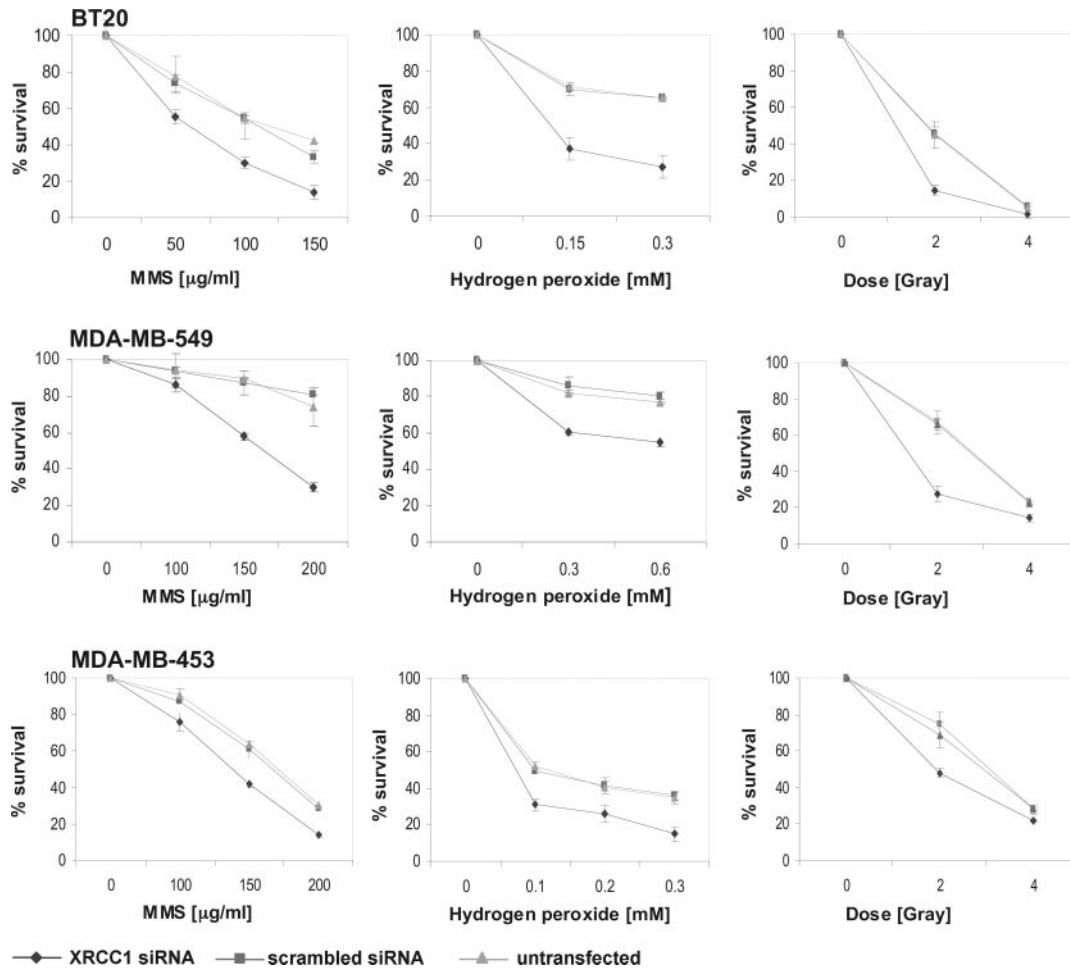 BT20
% survival
100
80
60
40
20
0
0 50 100 150
MMS [µg/ml]
% survival
100
80
60
40
20
0
0 0.15 0.3
Hydrogen peroxide [mM]
% survival
100
80
60
40
20
0
0 2 4
Dose [Gray]
MDA-MB-549
% survival
100
80
60
40
20
0
0 100 150 200
MMS [µg/ml]
% survival
100
80
60
40
20
0
0 0.3 0.6
Hydrogen peroxide [mM]
% survival
100
80
60
40
20
0
0 2 4
Dose [Gray]
MDA-MB-453
% survival
100
80
60
40
20
0
0 100 150 200
MMS [µg/ml]
% survival
100
80
60
40
20
0
0 0.1 0.2 0.3
Hydrogen peroxide [mM]
% survival
100
80
60
40
20
0
0 2 4
Dose [Gray]
XRCC1 siRNA scrambled siRNA untransfected